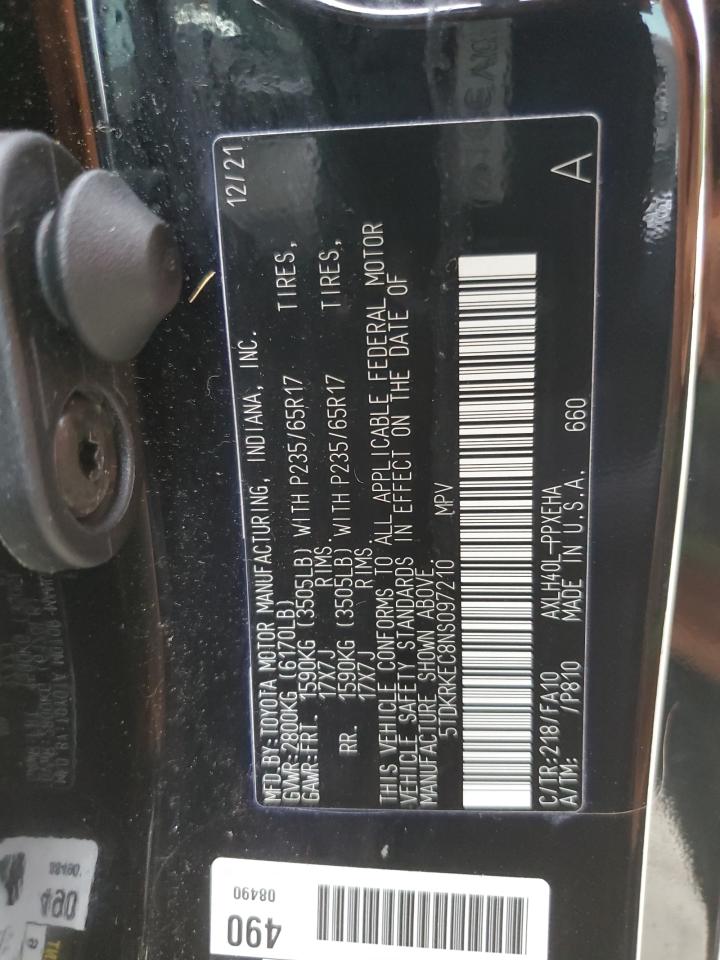 MFD.BY:TOYOTA MOTOR MANUFACTURING, INDIANA, INC. 12/21
GVWR:2800KG (6170LB)
GAWR:FRT. 1590KG (3505LB) WITH P235/65R17 TIRES,
17X7J RIMS.
RR. 1590KG (3505LB) WITH P235/65R17 TIRES,
17X7J RIMS
THIS VEHICLE CONFORMS TO ALL APPLICABLE FEDERAL MOTOR
VEHICLE SAFETY STANDARDS IN EFFECT ON THE DATE OF
MANUFACTURE SHOWN ABOVE.
5TDKRKEC8NS097210 MPV
C/TR:218/FA10 AXLH40L-PPXEHA 660
A/TM: /P810 MADE IN U.S.A. A
490
08490